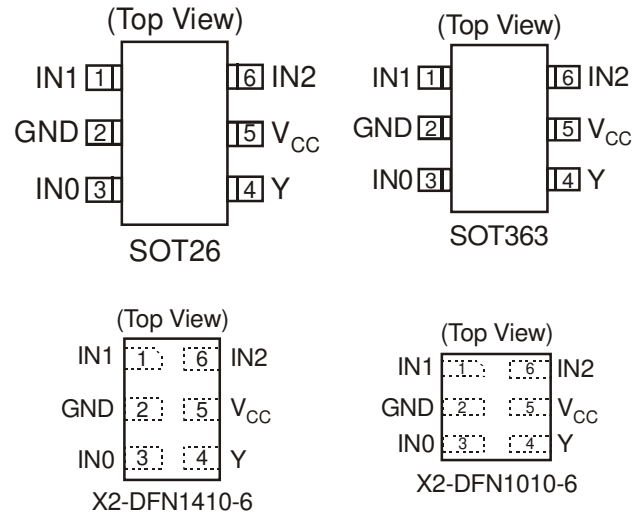 (Top View)
IN1 1 6 IN2
GND 2 5 VCC
IN0 3 4 Y
SOT26
(Top View)
IN1 1 6 IN2
GND 2 5 VCC
IN0 3 4 Y
SOT363
(Top View)
IN1 1 6 IN2
GND 2 5 VCC
IN0 3 4 Y
X2-DFN1410-6
(Top View)
IN1 1 6 IN2
GND 2 5 VCC
IN0 3 4 Y
X2-DFN1010-6